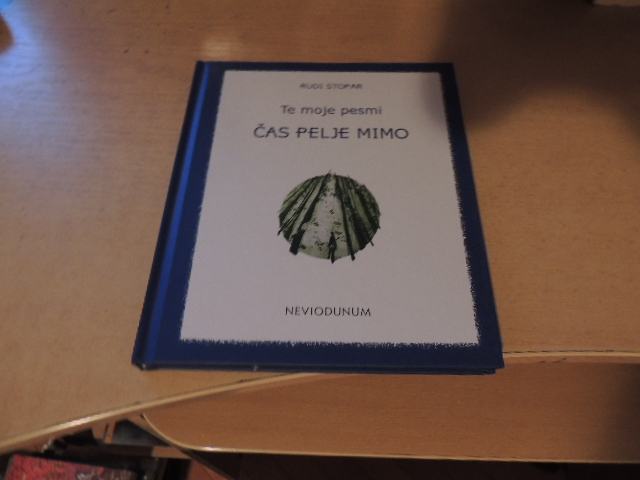 RUDI STOPAR
Te moje pesmi
ČAS PELJE MIMO
NEVIODUNUM